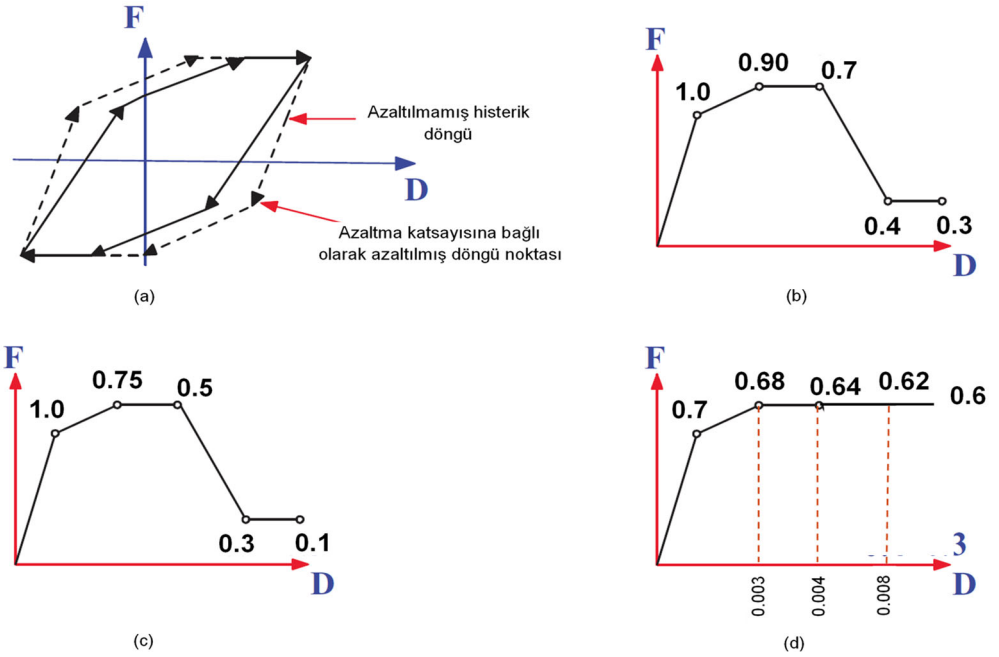 F
Azaltılmamış histerik
döngü
D
Azaltma katsayısına bağlı
olarak azaltılmış döngü noktası
(a)
F
1.0
0.90
0.7
0.4
0.3
D
(b)
F
1.0
0.75
0.5
0.3
0.1
D
(c)
F
0.7
0.68
0.64
0.62
0.6
3
D
0.003
0.004
0.008
(d)